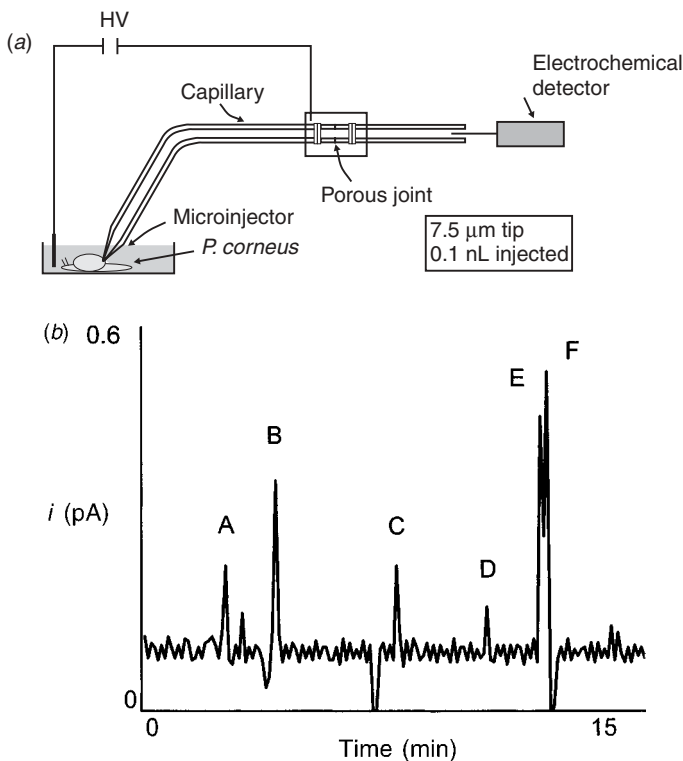 (a)
HV
Electrochemical
detector
Capillary
Porous joint
Microinjector
P. corneus
7.5 μm tip
0.1 nL injected
(b)
0.6
F
E
B
i (pA)
A
C
D
0
0
15
Time (min)